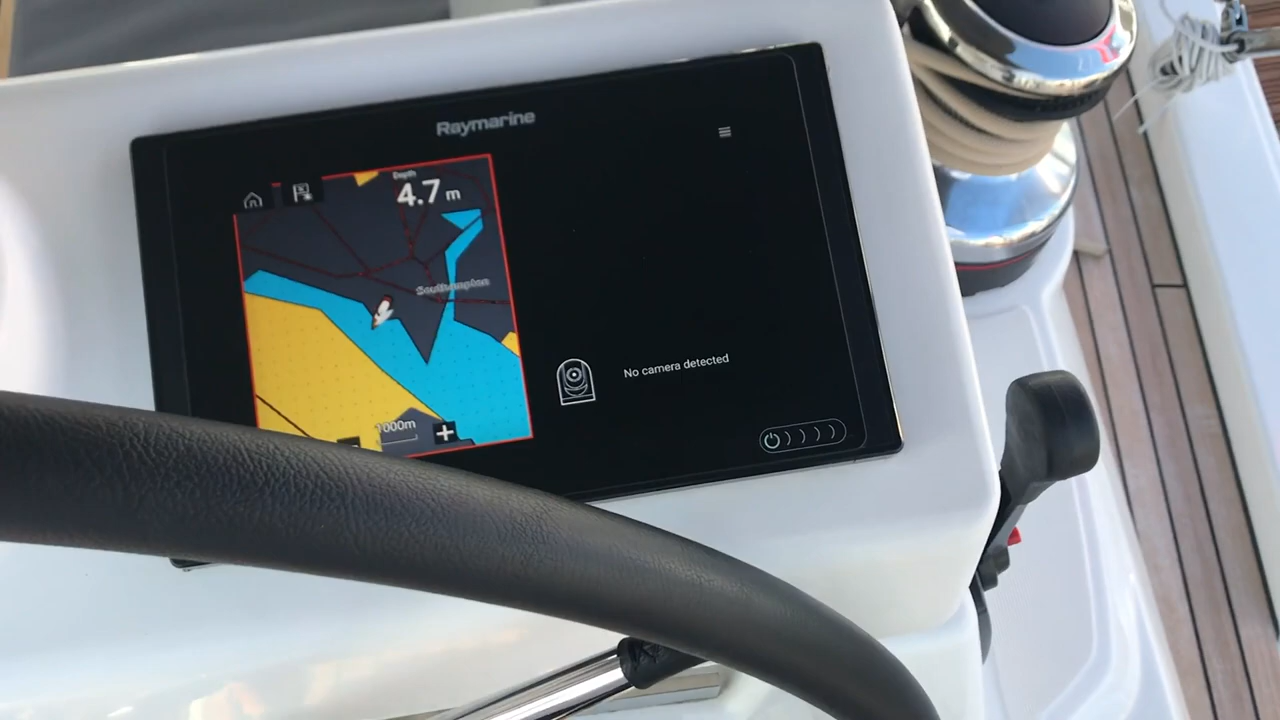 Raymarine
Depth
4.7 m
Southampton
No camera detected
1000m